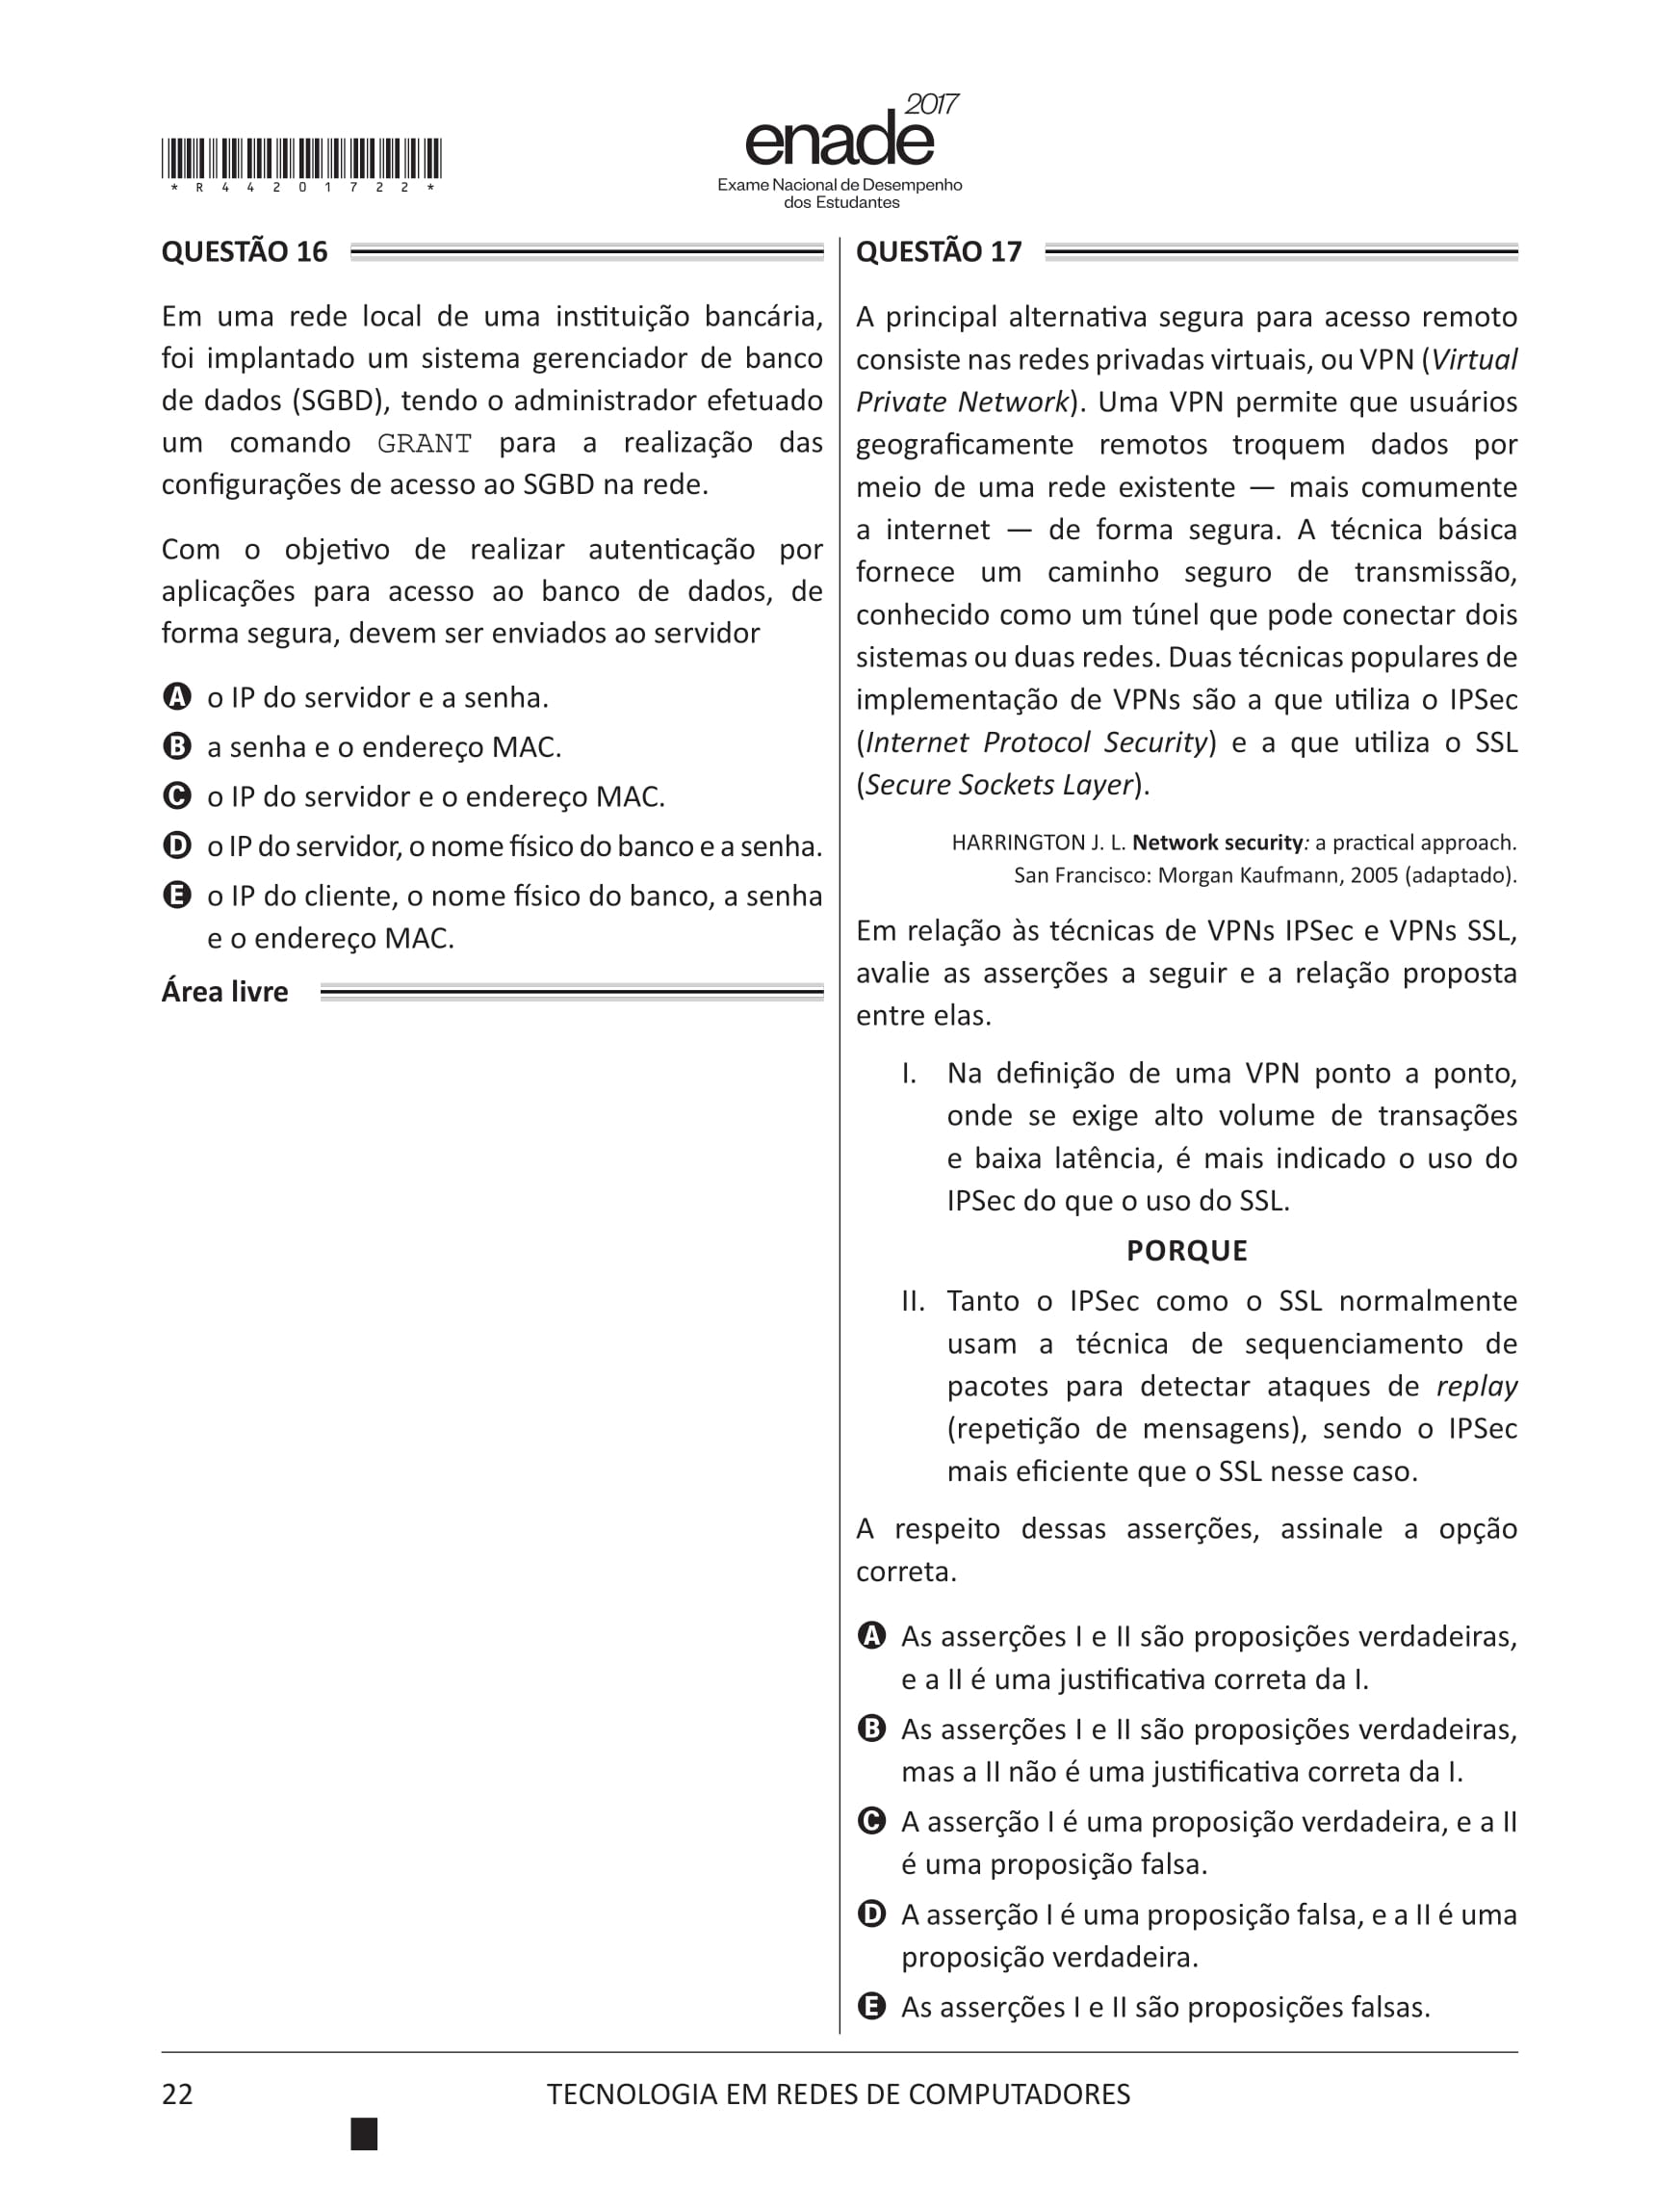 enade 2017
Exame Nacional de Desempenho
dos Estudantes
*R44201722*
QUESTÃO 16
Em uma rede local de uma instituição bancária,
foi implantado um sistema gerenciador de banco
de dados (SGBD), tendo o administrador efetuado
um comando GRANT para a realização das
configurações de acesso ao SGBD na rede.
Com o objetivo de realizar autenticação por
aplicações para acesso ao banco de dados, de
forma segura, devem ser enviados ao servidor
A o IP do servidor e a senha.
B a senha e o endereço MAC.
C o IP do servidor e o endereço MAC.
D o IP do servidor, o nome físico do banco e a senha.
E o IP do cliente, o nome físico do banco, a senha
e o endereço MAC.
Área livre
QUESTÃO 17
A principal alternativa segura para acesso remoto
consiste nas redes privadas virtuais, ou VPN (Virtual
Private Network). Uma VPN permite que usuários
geograficamente remotos troquem dados por
meio de uma rede existente — mais comumente
a internet — de forma segura. A técnica básica
fornece um caminho seguro de transmissão,
conhecido como um túnel que pode conectar dois
sistemas ou duas redes. Duas técnicas populares de
implementação de VPNs são a que utiliza o IPSec
(Internet Protocol Security) e a que utiliza o SSL
(Secure Sockets Layer).
HARRINGTON J. L. Network security: a practical approach.
San Francisco: Morgan Kaufmann, 2005 (adaptado).
Em relação às técnicas de VPNs IPSec e VPNs SSL,
avalie as asserções a seguir e a relação proposta
entre elas.
I. Na definição de uma VPN ponto a ponto,
onde se exige alto volume de transações
e baixa latência, é mais indicado o uso do
IPSec do que o uso do SSL.
PORQUE
II. Tanto o IPSec como o SSL normalmente
usam a técnica de sequenciamento de
pacotes para detectar ataques de replay
(repetição de mensagens), sendo o IPSec
mais eficiente que o SSL nesse caso.
A respeito dessas asserções, assinale a opção
correta.
A As asserções I e II são proposições verdadeiras,
e a II é uma justificativa correta da I.
B As asserções I e II são proposições verdadeiras,
mas a II não é uma justificativa correta da I.
C A asserção I é uma proposição verdadeira, e a II
é uma proposição falsa.
D A asserção I é uma proposição falsa, e a II é uma
proposição verdadeira.
E As asserções I e II são proposições falsas.
22
TECNOLOGIA EM REDES DE COMPUTADORES